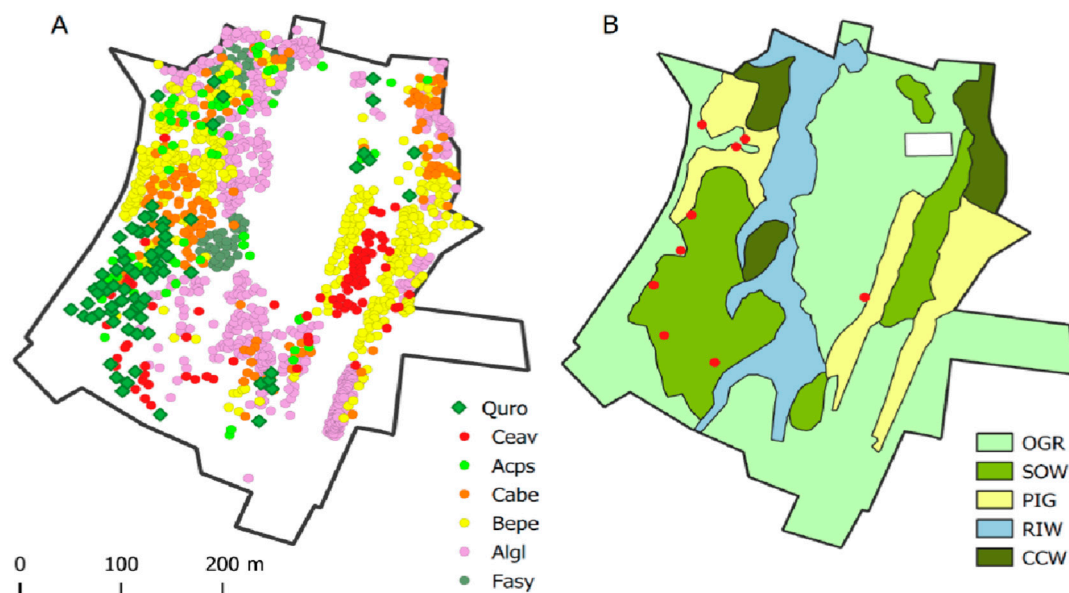 A
B
Quro
Ceav
Acps
Cabe
Bepe
Algl
Fasy
0 100 200 m
OGR
SOW
PIG
RIW
CCW